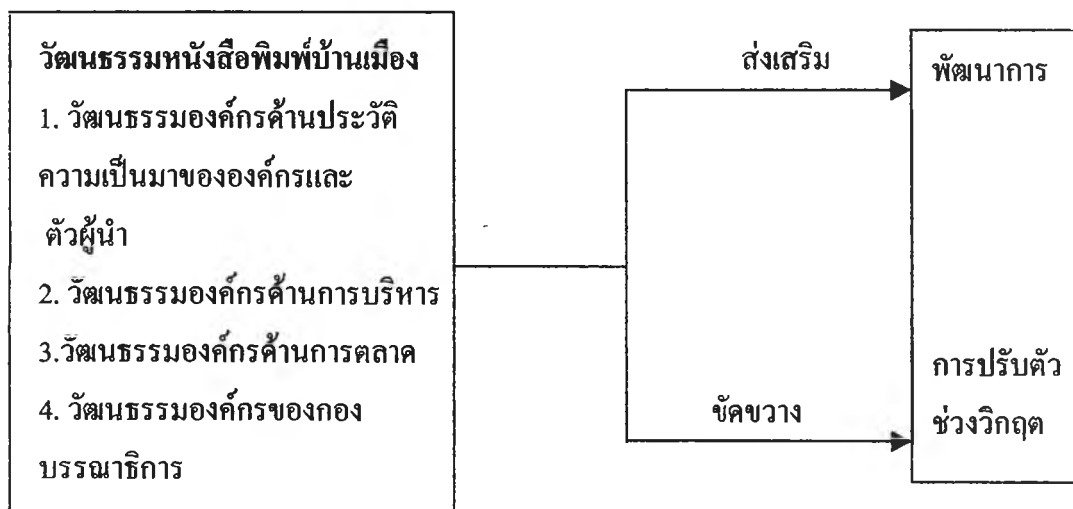 วัฒนธรรมหนังสือพิมพ์บ้านเมือง
1. วัฒนธรรมองค์กรด้านประวัติ
ความเป็นมาขององค์กรและ
ตัวผู้นำ
2. วัฒนธรรมองค์กรด้านการบริหาร
3.วัฒนธรรมองค์กรด้านการตลาด
4. วัฒนธรรมองค์กรของกอง
บรรณาธิการ
ส่งเสริม
ขัดขวาง
พัฒนาการ
การปรับตัว
ช่วงวิกฤต